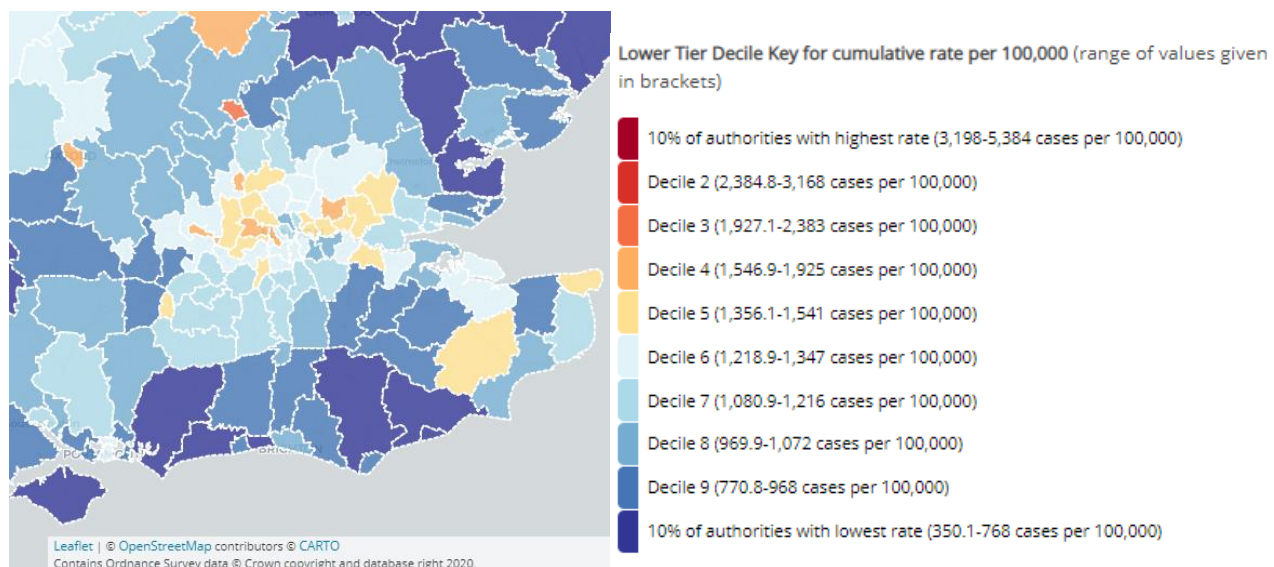 Lower Tier Decile Key for cumulative rate per 100,000 (range of values given
in brackets)
10% of authorities with highest rate (3,198-5,384 cases per 100,000)
Decile 2 (2,384.8-3,168 cases per 100,000)
Decile 3 (1,927.1-2,383 cases per 100,000)
Decile 4 (1,546.9-1,925 cases per 100,000)
Decile 5 (1,356.1-1,541 cases per 100,000)
Decile 6 (1,218.9-1,347 cases per 100,000)
Decile 7 (1,080.9-1,216 cases per 100,000)
Decile 8 (969.9-1,072 cases per 100,000)
Decile 9 (770.8-968 cases per 100,000)
10% of authorities with lowest rate (350.1-768 cases per 100,000)
Leaflet | © OpenStreetMap contributors © CARTO
Contains Ordnance Survey data © Crown copyright and database right 2020.